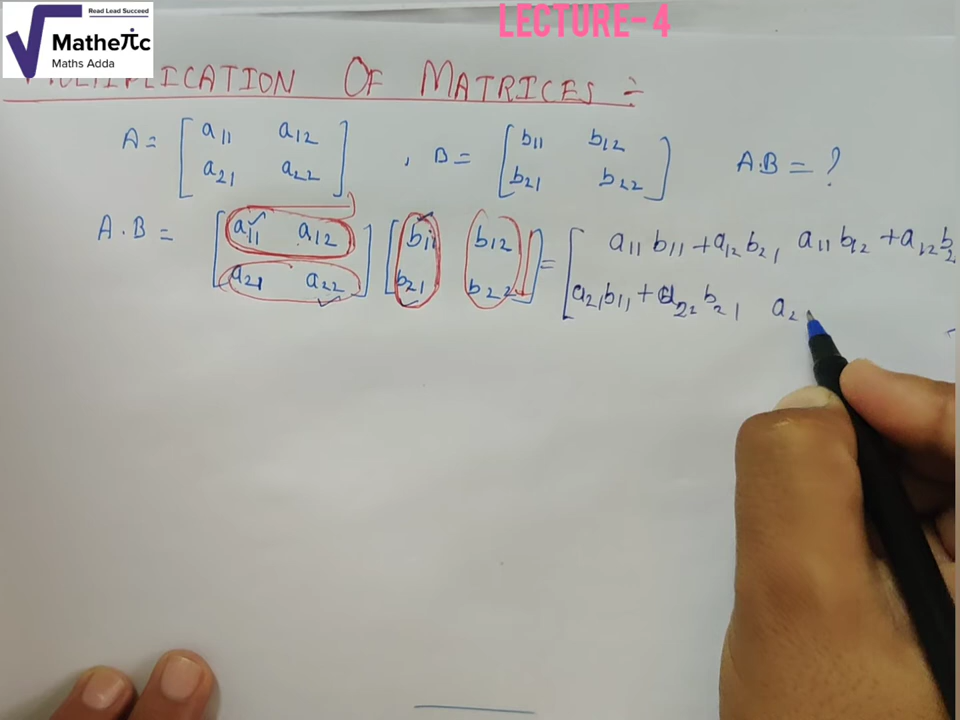 LECTURE-4
Read Lead Succeed
Matheπc
Maths Adda
MULTIPLICATION OF MATRICES :-
A = [ a11 a12 , B = [ b11 b12 A.B = ?
a21 a22 ] b21 b22 ]
A.B = [ a11 a12 [ b11 b12 = [ a11 b11 + a12 b21 a11 b12 + a12 b2
a21 a22 ] b21 b22 ] a21 b11 + a22 b21 a2